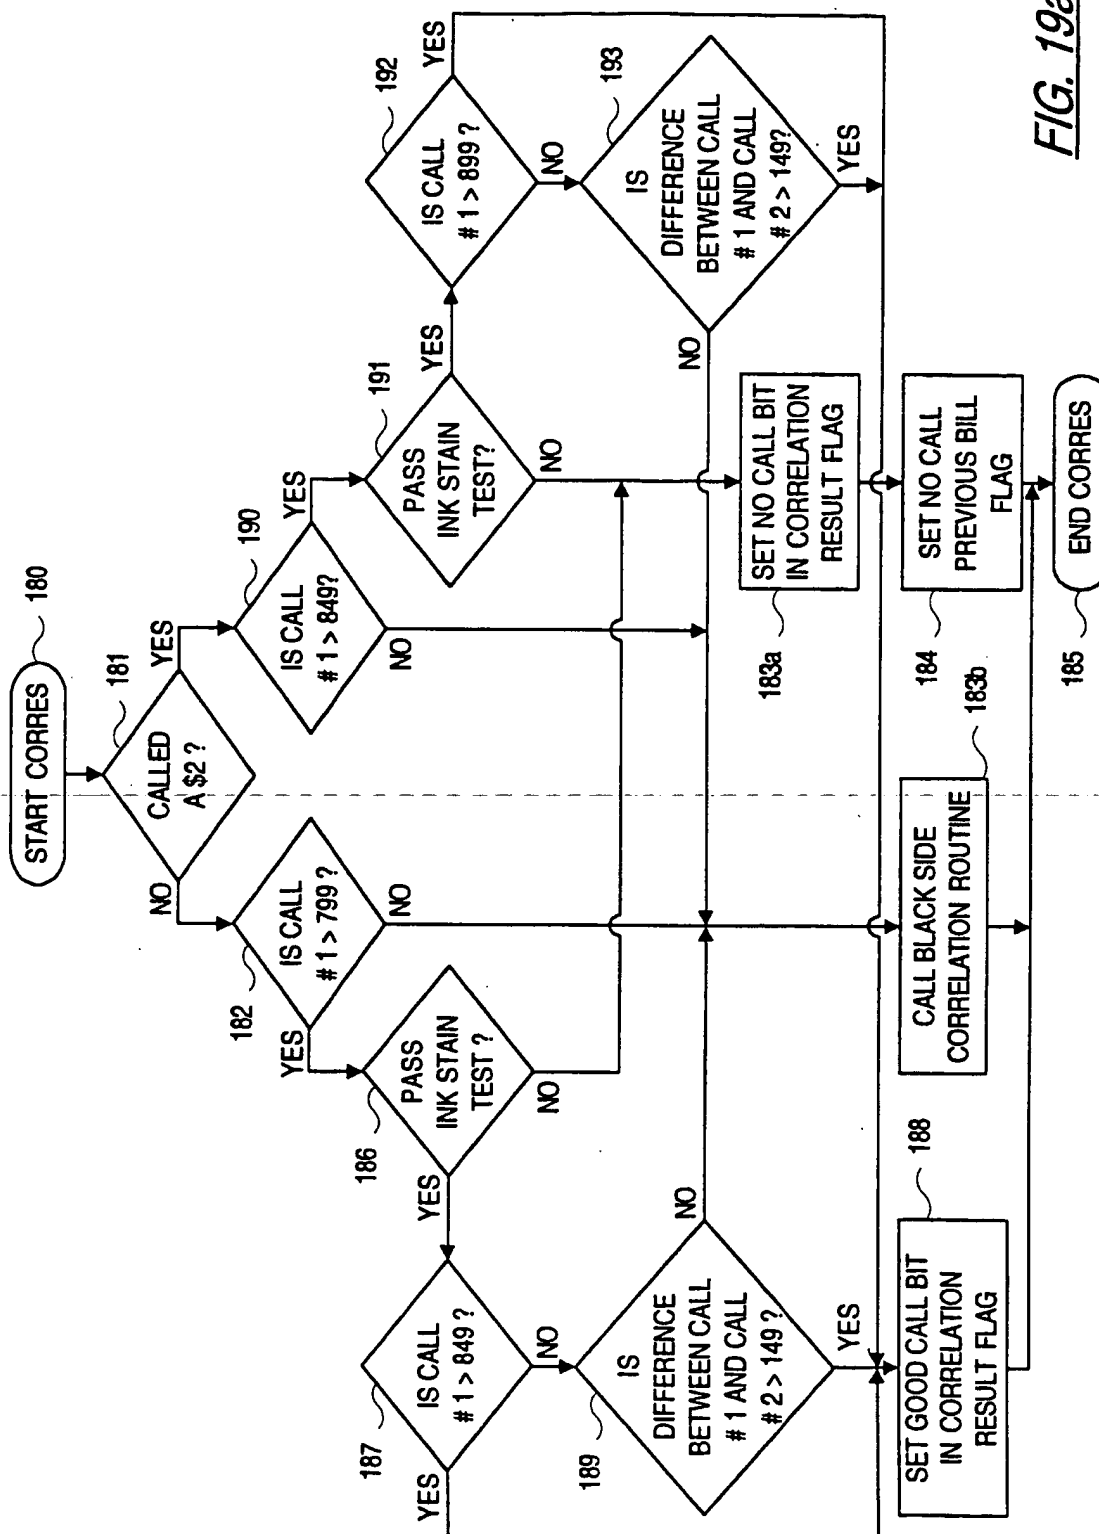 START CORRES
180
CALLED
A $2 ?
181
NO
YES
IS CALL
# 1 > 799 ?
182
YES
NO
IS CALL
# 1 > 849?
190
YES
NO
PASS
INK STAIN
TEST ?
186
YES
NO
PASS
INK STAIN
TEST?
191
YES
NO
IS CALL
# 1 > 849 ?
187
YES
NO
IS CALL
# 1 > 899 ?
192
YES
NO
IS
DIFFERENCE
BETWEEN CALL
# 1 AND CALL
# 2 > 149 ?
189
NO
YES
IS
DIFFERENCE
BETWEEN CALL
# 1 AND CALL
# 2 > 149?
193
NO
YES
SET NO CALL BIT
IN CORRELATION
RESULT FLAG
183a
SET GOOD CALL BIT
IN CORRELATION
RESULT FLAG
188
CALL BLACK SIDE
CORRELATION ROUTINE
183b
SET NO CALL
PREVIOUS BILL
FLAG
184
END CORRES
185
FIG. 19a